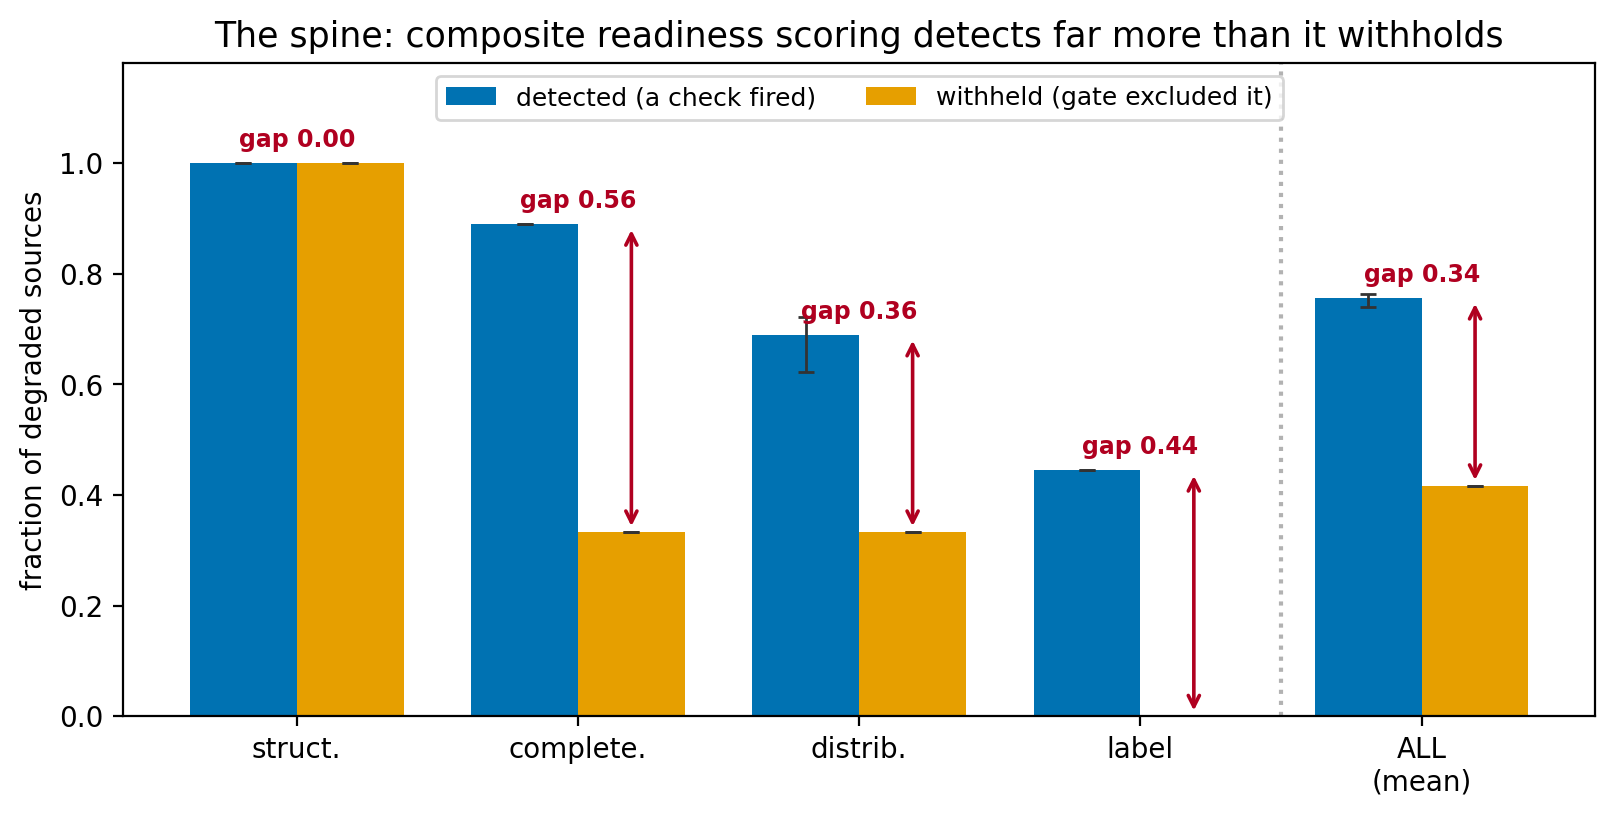 The spine: composite readiness scoring detects far more than it withholds
detected (a check fired)
withheld (gate excluded it)
gap 0.00
gap 0.56
gap 0.36
gap 0.44
gap 0.34
fraction of degraded sources
1.0
0.8
0.6
0.4
0.2
0.0
struct.
complete.
distrib.
label
ALL
(mean)